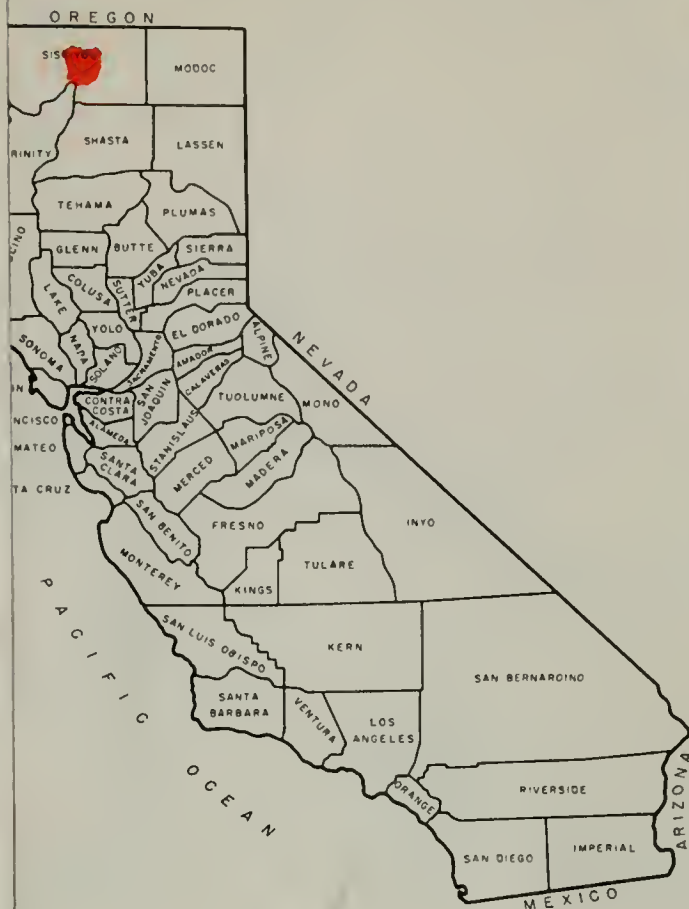 OREGON
SISKIYOU
MODOC
RINITY
SHASTA
LASSEN
TEHAMA
PLUMAS
GLENN
BUTTE
SIERRA
YUBA
NEVADA
COLUSA
SUTTER
PLACER
LAKE
YOLO
EL DORADO
ALPINE
NEVADA
SONOMA
NAPA
SOLANO
SACRAMENTO
AMADOR
CALAVERAS
CONTRA
COSTA
SAN
JOAQUIN
TUOLUMNE
MONO
NCISCO
ALAMEDA
STANISLAUS
MARIPOSA
MATEO
SANTA
CLARA
MERCED
MADERA
TA CRUZ
SAN BENITO
FRESNO
INYO
MONTEREY
KINGS
TULARE
PACIFIC OCEAN
SAN LUIS OBISPO
KERN
SAN BERNARDINO
SANTA
BARBARA
VENTURA
LOS
ANGELES
ORANGE
RIVERSIDE
ARIZONA
SAN DIEGO
IMPERIAL
MEXICO